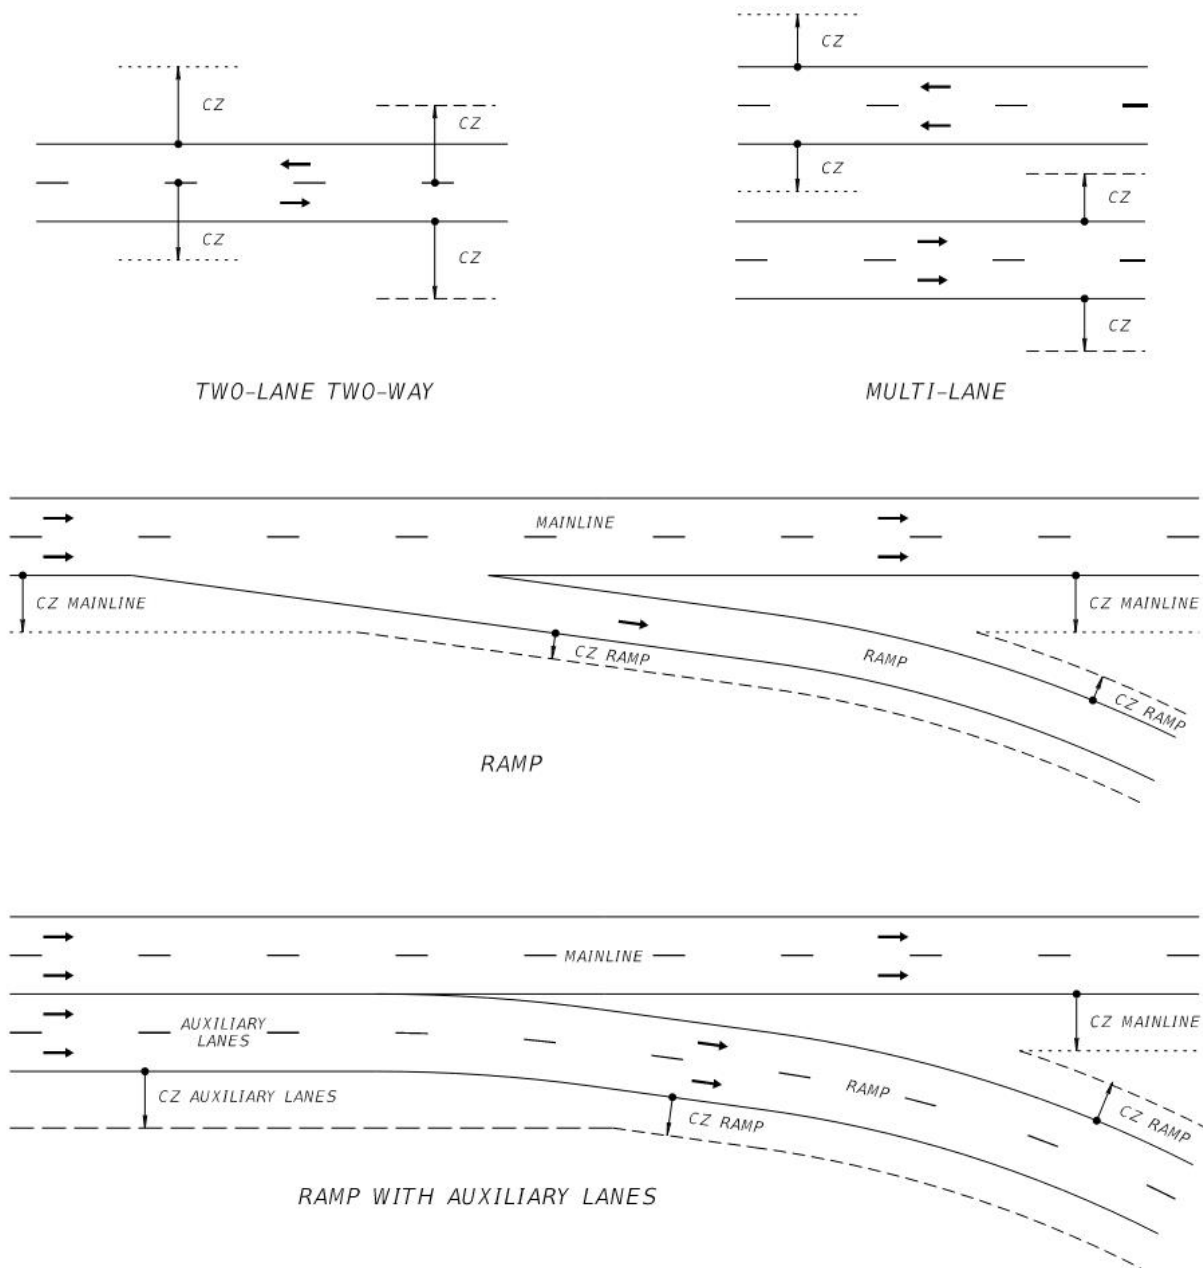 CZ
CZ
CZ
CZ
TWO-LANE TWO-WAY
CZ
CZ
CZ
CZ
MULTI-LANE
MAINLINE
CZ MAINLINE
CZ MAINLINE
CZ RAMP
RAMP
CZ RAMP
RAMP
MAINLINE
AUXILIARY
LANES
CZ MAINLINE
CZ AUXILIARY LANES
RAMP
CZ RAMP
CZ RAMP
RAMP WITH AUXILIARY LANES